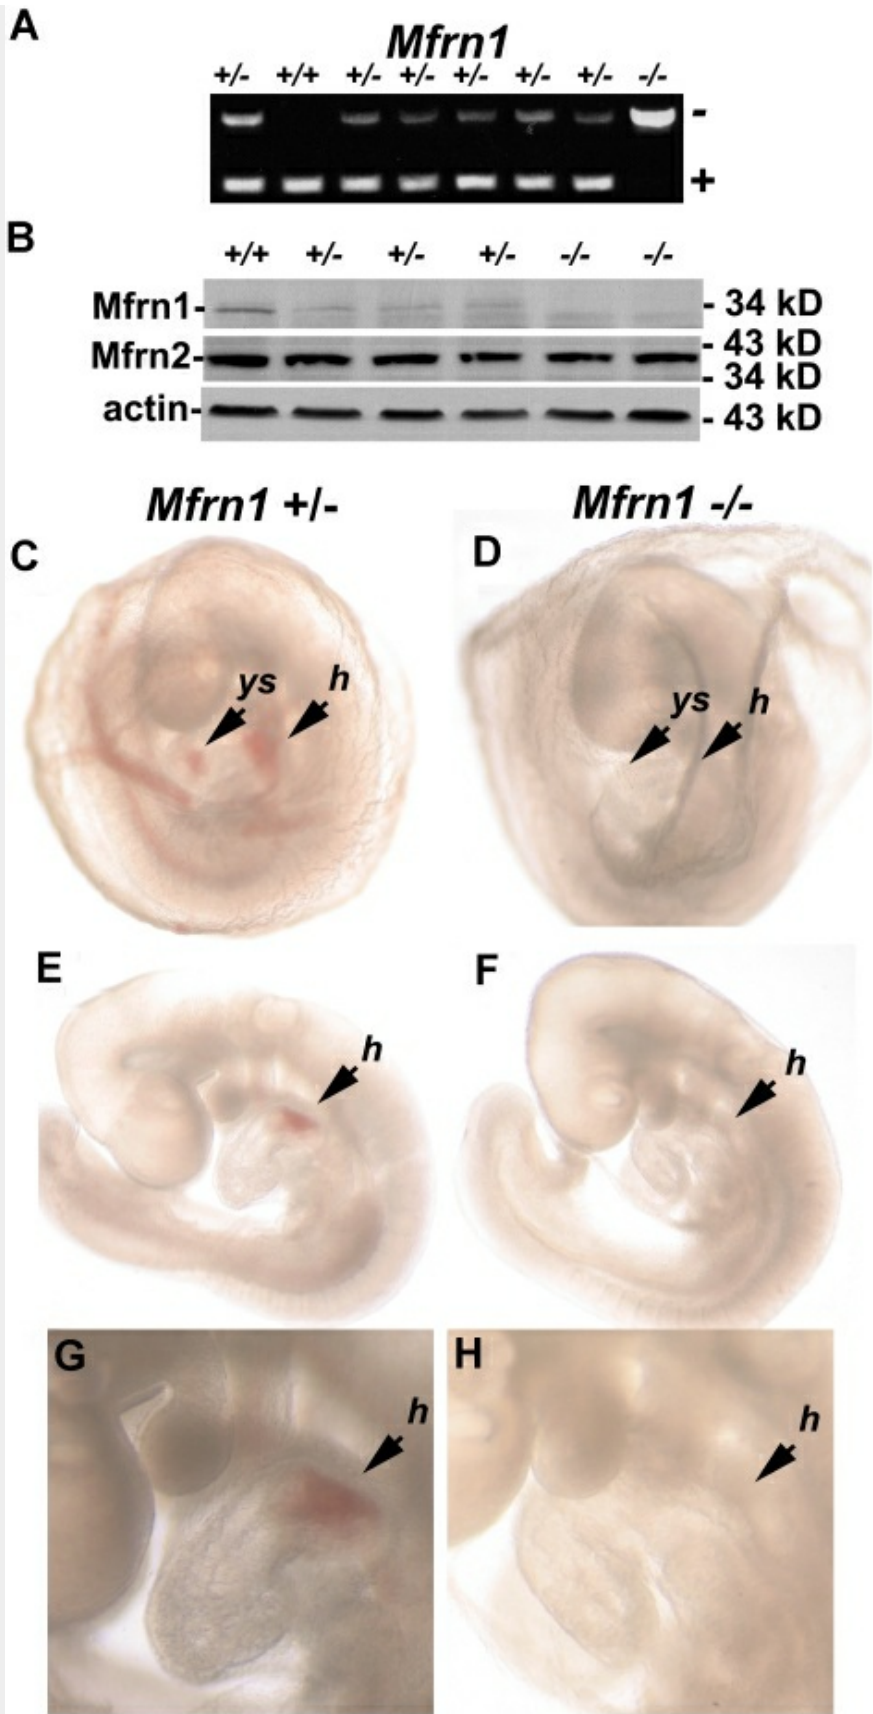 A
Mfrn1
+/- +/+ +/- +/- +/- +/- +/- -/-
-
+
B
+/+ +/- +/- +/- -/- -/-
Mfrn1- - 34 kD
Mfrn2- - 43 kD
- 34 kD
actin- - 43 kD
Mfrn1 +/- Mfrn1 -/-
C D
ys h ys h
E F
h h
G H
h h